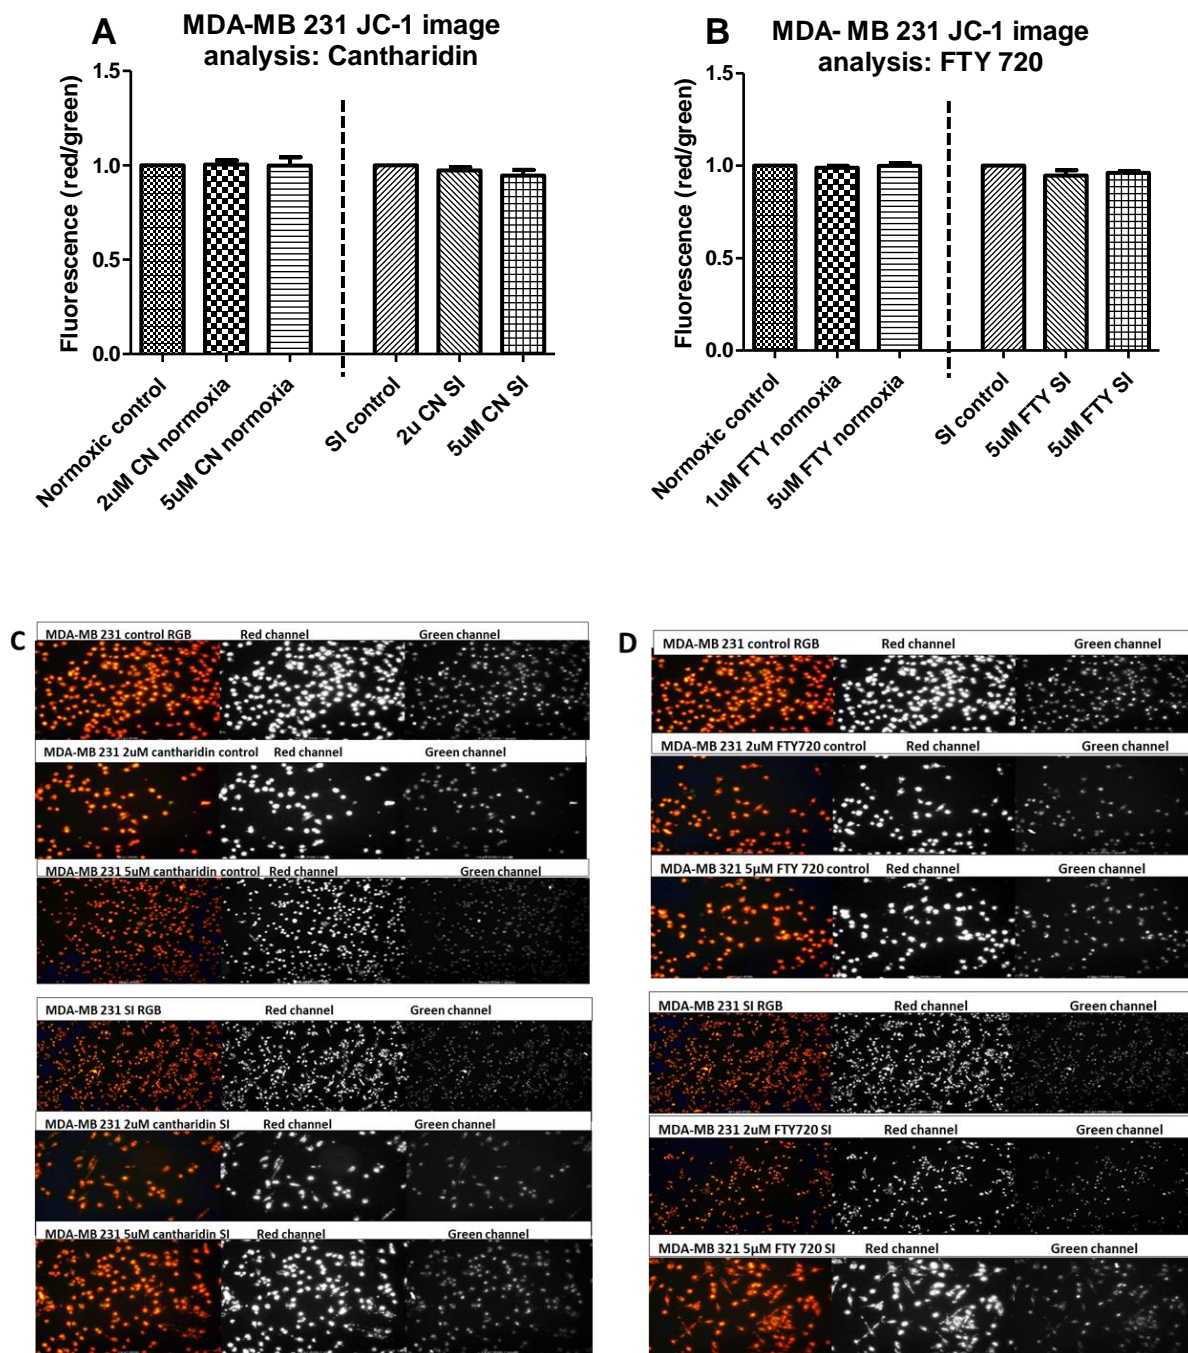 A
MDA-MB 231 JC-1 image
analysis: Cantharidin
Fluorescence (red/green)
1.5
1.0
0.5
0.0
Normoxic control
2uM CN normoxia
5uM CN normoxia
SI control
2u CN SI
5uM CN SI
B
MDA- MB 231 JC-1 image
analysis: FTY 720
Fluorescence (red/green)
1.5
1.0
0.5
0.0
Normoxic control
1uM FTY normoxia
5uM FTY normoxia
SI control
5uM FTY SI
5uM FTY SI
C
MDA-MB 231 control RGB Red channel Green channel
MDA-MB 231 2uM cantharidin control Red channel Green channel
MDA-MB 231 5uM cantharidin control Red channel Green channel
MDA-MB 231 SI RGB Red channel Green channel
MDA-MB 231 2uM cantharidin SI Red channel Green channel
MDA-MB 231 5uM cantharidin SI Red channel Green channel
D
MDA-MB 231 control RGB Red channel Green channel
MDA-MB 231 2uM FTY720 control Red channel Green channel
MDA-MB 321 5µM FTY 720 control Red channel Green channel
MDA-MB 231 SI RGB Red channel Green channel
MDA-MB 231 2uM FTY720 SI Red channel Green channel
MDA-MB 321 5µM FTY 720 SI Red channel Green channel